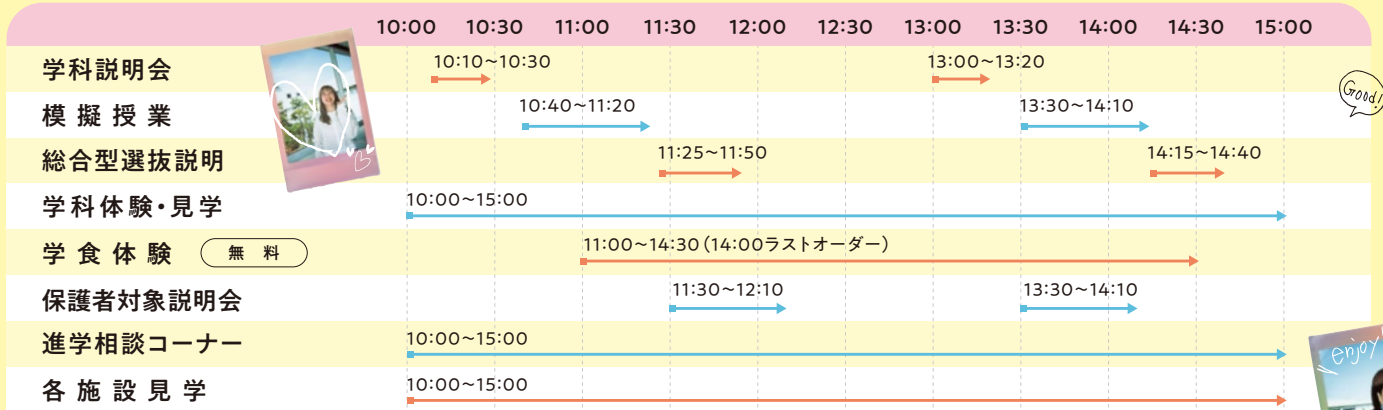 10:00 10:30 11:00 11:30 12:00 12:30 13:00 13:30 14:00 14:30 15:00
学科説明会 10:10~10:30 13:00~13:20
Good!
模擬授業 10:40~11:20 13:30~14:10
総合型選抜説明 11:25~11:50 14:15~14:40
学科体験・見学 10:00~15:00
学食体験 無料 11:00~14:30(14:00ラストオーダー)
保護者対象説明会 11:30~12:10 13:30~14:10
進学相談コーナー 10:00~15:00
enjoy
各施設見学 10:00~15:00